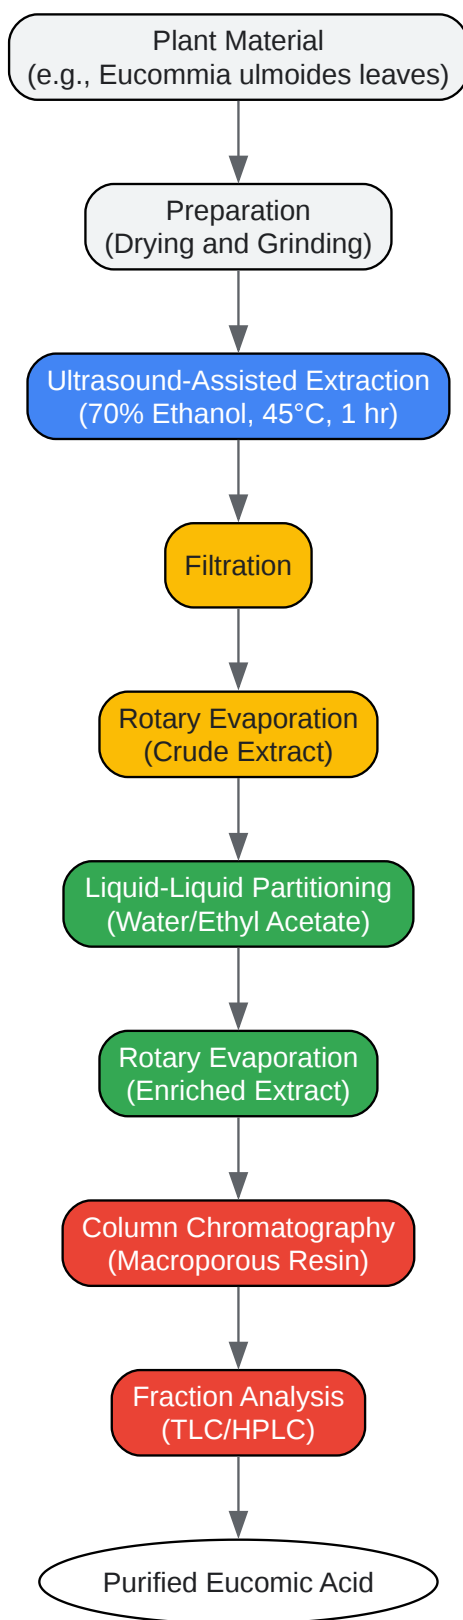 Plant Material
(e.g., Eucommia ulmoides leaves)
Preparation
(Drying and Grinding)
Ultrasound-Assisted Extraction
(70% Ethanol, 45°C, 1 hr)
Filtration
Rotary Evaporation
(Crude Extract)
Liquid-Liquid Partitioning
(Water/Ethyl Acetate)
Rotary Evaporation
(Enriched Extract)
Column Chromatography
(Macroporous Resin)
Fraction Analysis
(TLC/HPLC)
Purified Eucomic Acid